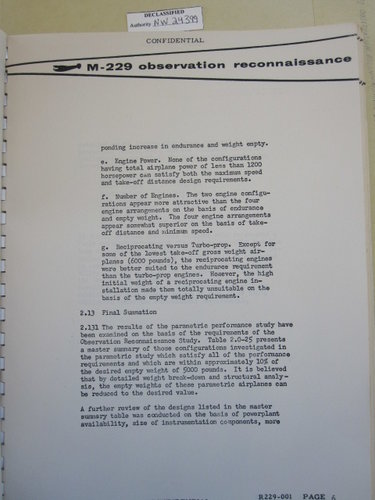 DECLASSIFIED
Authority NW 24399
CONFIDENTIAL
M-229 observation reconnaissance
ponding increase in endurance and weight empty.
e. Engine Power. None of the configurations
having total airplane power of less than 1200
horsepower can satisfy both the maximum speed
and take-off distance design requirements.
f. Number of Engines. The two engine configu-
rations appear more attractive than the four
engine arrangements on the basis of endurance
and empty weight. The four engine arrangements
appear somewhat superior on the basis of take-
off distance and minimum speed.
g. Reciprocating versus Turbo-prop. Except for
some of the lowest take-off gross weight air-
planes (6000 pounds), the reciprocating engines
were better suited to the endurance requirement
than the turbo-prop engines. However, the high
initial weight of a reciprocating engine in-
stallation made them totally unsuitable on the
basis of the empty weight requirement.
2.13 Final Summation
2.131 The results of the parametric performance study have
been examined on the basis of the requirements of the
Observation Reconnaissance Study. Table 2.0-25 presents
a master summary of those configurations investigated in
the parametric study which satisfy all of the performance
requirements and which are within approximately 10% of
the desired empty weight of 5000 pounds. It is believed
that by detailed weight break-down and structural analy-
sis, the empty weights of these parametric airplanes can
be reduced to the desired value.
A further review of the designs listed in the master
summary table was conducted on the basis of powerplant
availability, size of instrumentation components, more
R229-001 PAGE 6